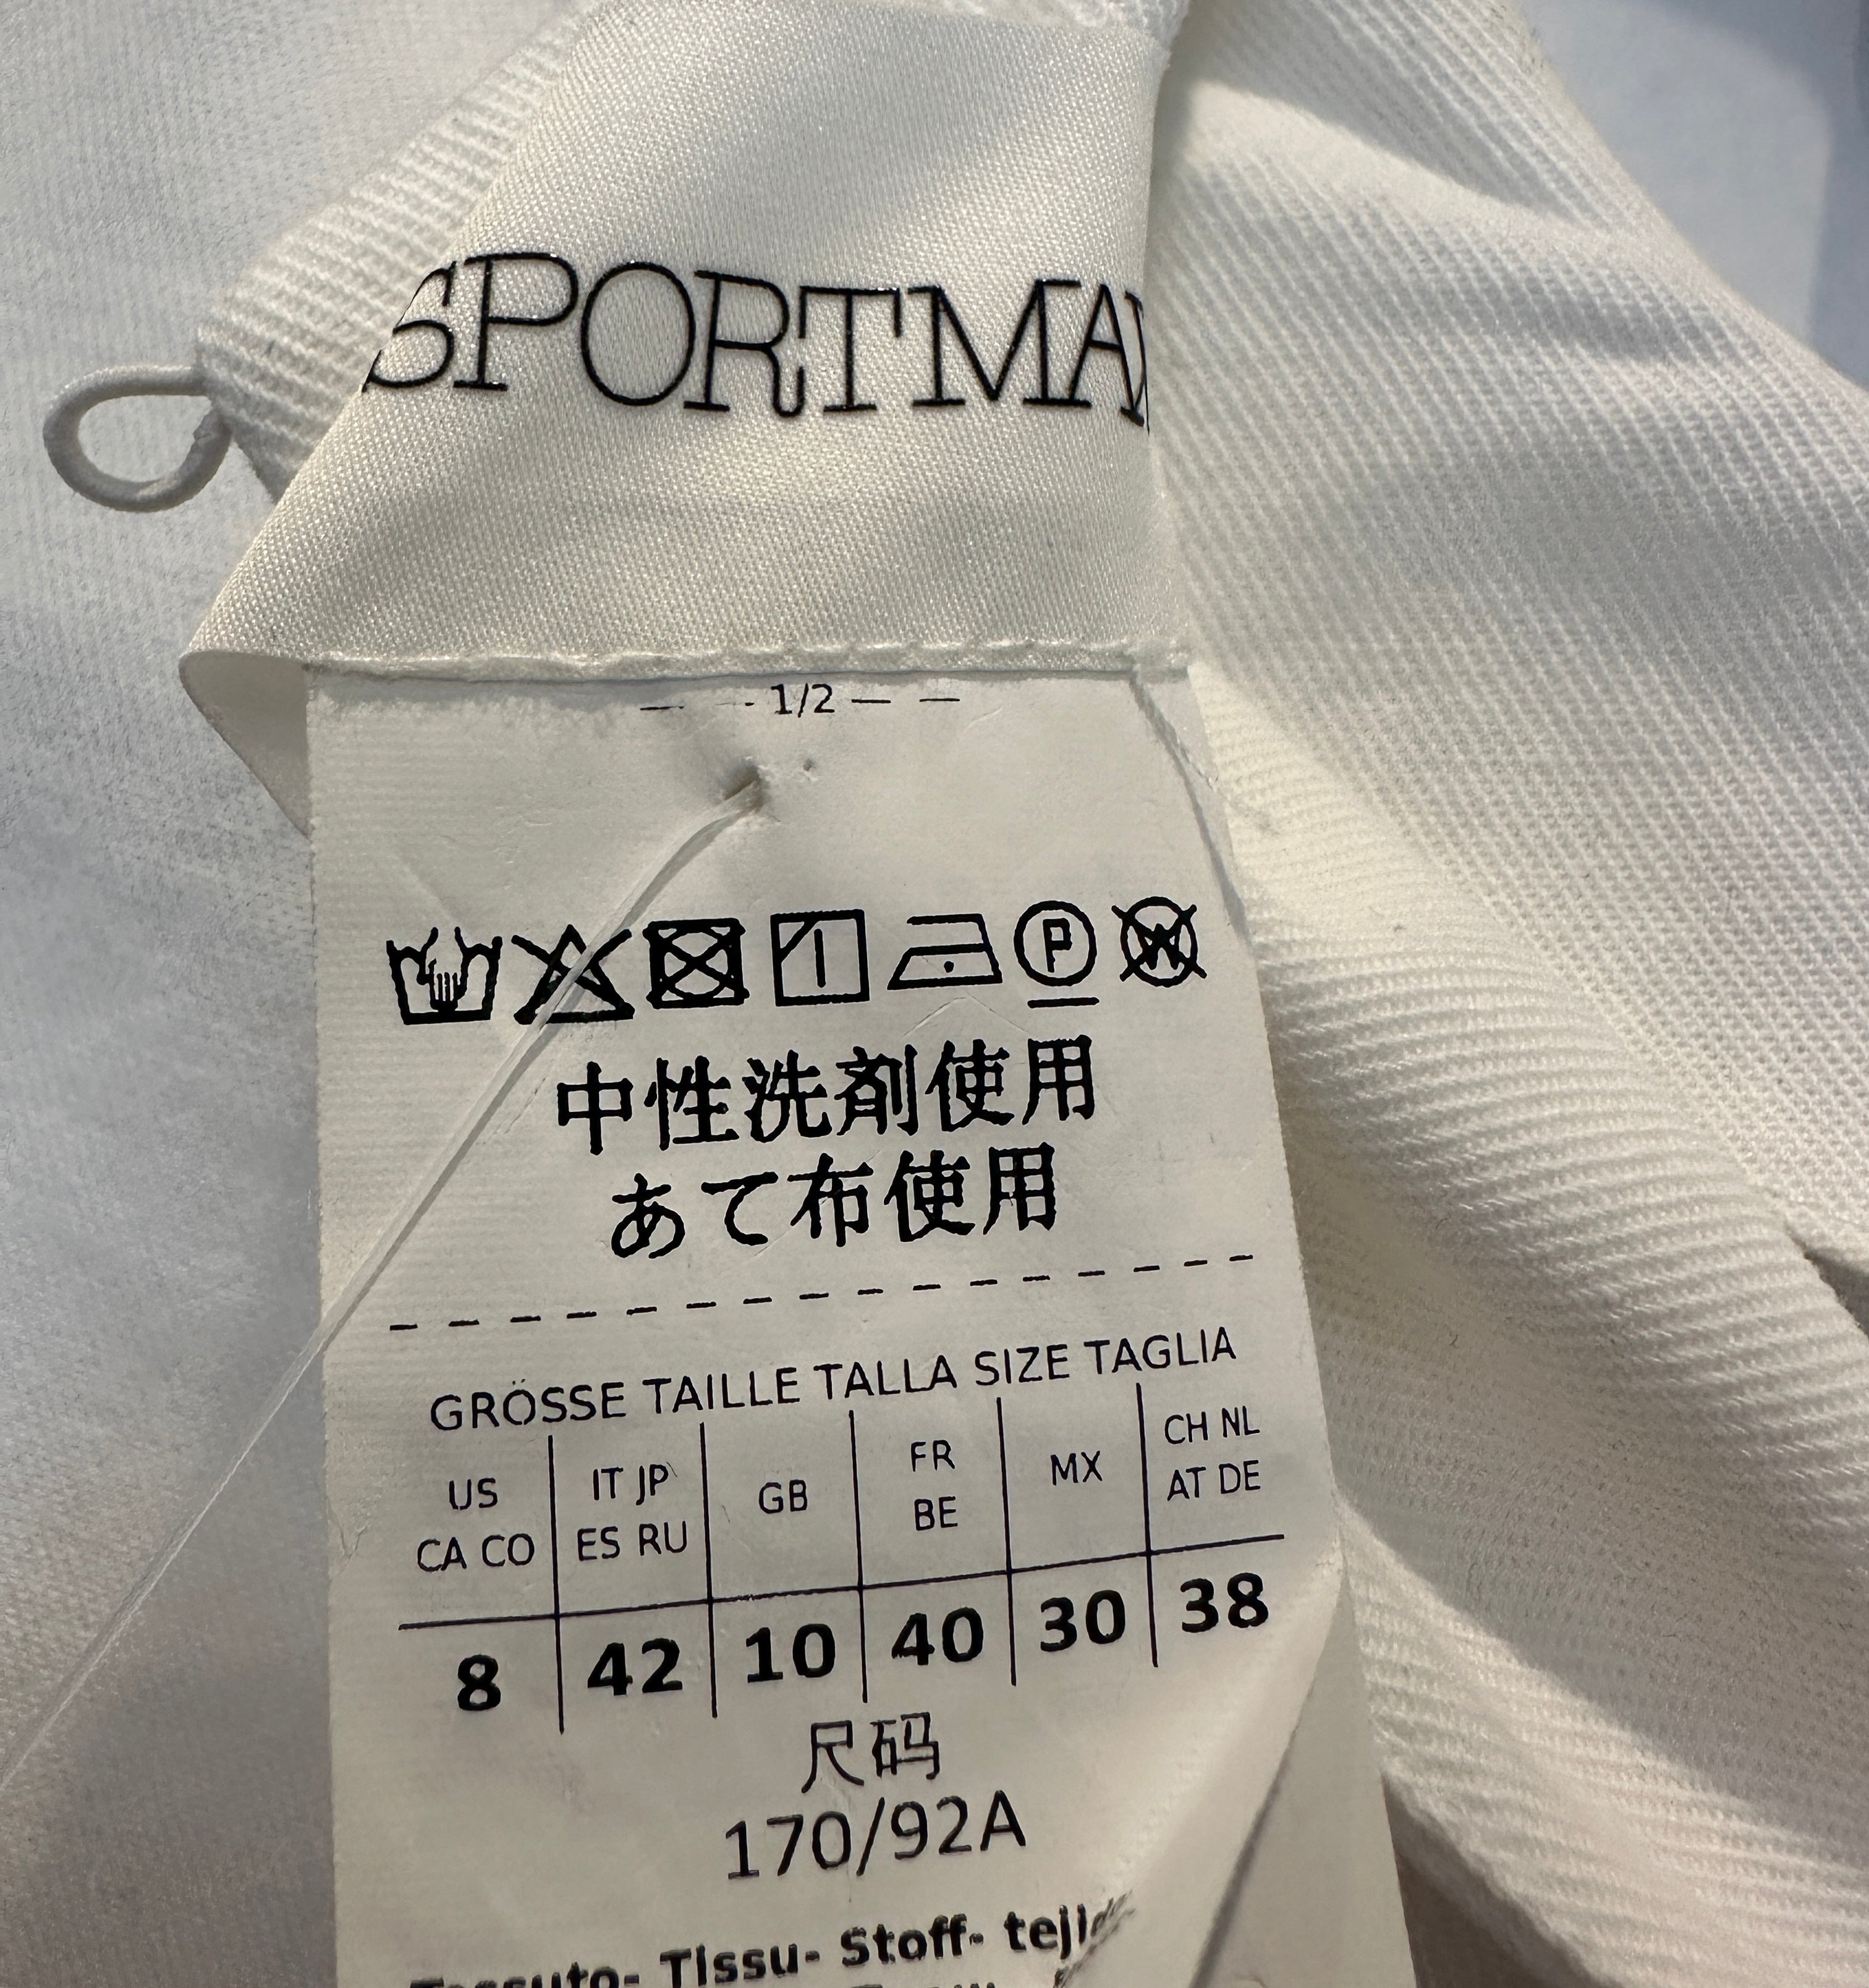 SPORTMAX
1/2
P
W
中性洗剤使用
あて布使用
GRÖSSE TAILLE TALLA SIZE TAGLIA
US CA CO
IT JP ES RU
GB
FR BE
MX
CH NL AT DE
8 42 10 40 30 38
尺码
170/92A
Tessuto- Tissu- Stoff-